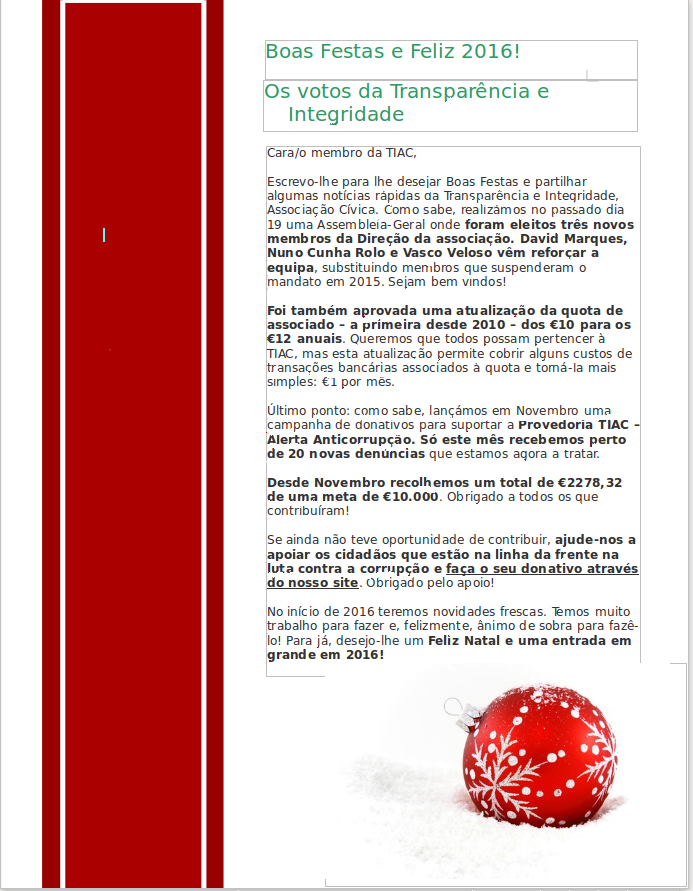 Boas Festas e Feliz 2016!
Os votos da Transparência e
Integridade
Cara/o membro da TIAC,
Escrevo-lhe para lhe desejar Boas Festas e partilhar
algumas notícias rápidas da Transparência e Integridade,
Associação Cívica. Como sabe, realizámos no passado dia
19 uma Assembleia-Geral onde foram eleitos três novos
membros da Direção da associação. David Marques,
Nuno Cunha Rolo e Vasco Veloso vêm reforçar a
equipa, substituindo membros que suspenderam o
mandato em 2015. Sejam bem vindos!
Foi também aprovada uma atualização da quota de
associado – a primeira desde 2010 – dos €10 para os
€12 anuais. Queremos que todos possam pertencer à
TIAC, mas esta atualização permite cobrir alguns custos de
transações bancárias associados à quota e torná-la mais
simples: €1 por mês.
Último ponto: como sabe, lançámos em Novembro uma
campanha de donativos para suportar a Provedoria TIAC –
Alerta Anticorrupção. Só este mês recebemos perto
de 20 novas denúncias que estamos agora a tratar.
Desde Novembro recolhemos um total de €2278,32
de uma meta de €10.000. Obrigado a todos os que
contribuíram!
Se ainda não teve oportunidade de contribuir, ajude-nos a
apoiar os cidadãos que estão na linha da frente na
luta contra a corrupção e faça o seu donativo através
do nosso site. Obrigado pelo apoio!
No início de 2016 teremos novidades frescas. Temos muito
trabalho para fazer e, felizmente, ânimo de sobra para fazê-
lo! Para já, desejo-lhe um Feliz Natal e uma entrada em
grande em 2016!